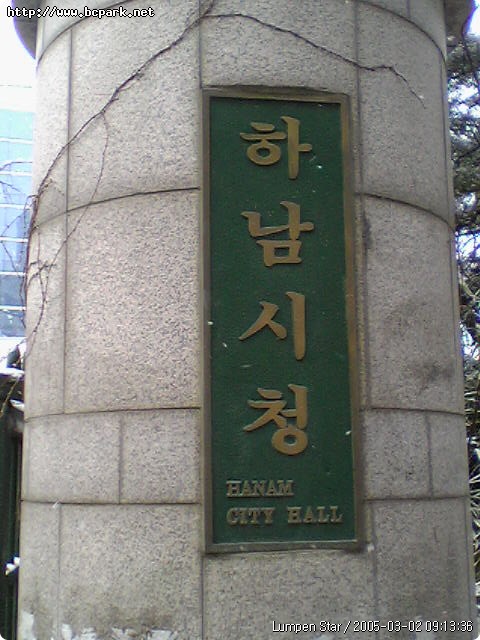 http://www.bcpark.net
하남시청
HANAM
CITY HALL
Lumpen Star / 2005-03-02 09:13:36